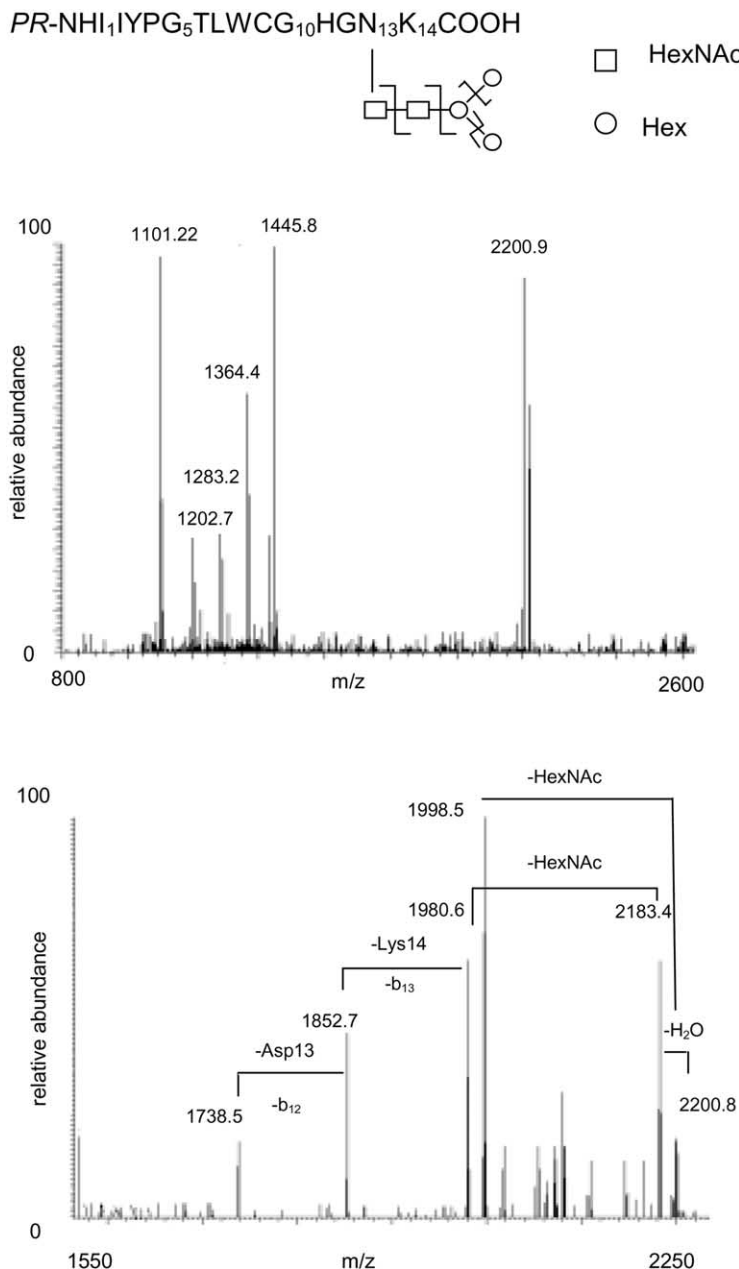 PR-NHI₁IYPG₅TLWCG₁₀HGN₁₃K₁₄COOH
HexNAc
Hex
100
1101.22
1445.8
2200.9
1364.4
1283.2
1202.7
relative abundance
0
800
m/z
2600
100
-HexNAc
1998.5
-HexNAc
1980.6
2183.4
-Lys14
-b₁₃
1852.7
-H₂O
-Asp13
2200.8
1738.5
-b₁₂
relative abundance
0
1550
m/z
2250